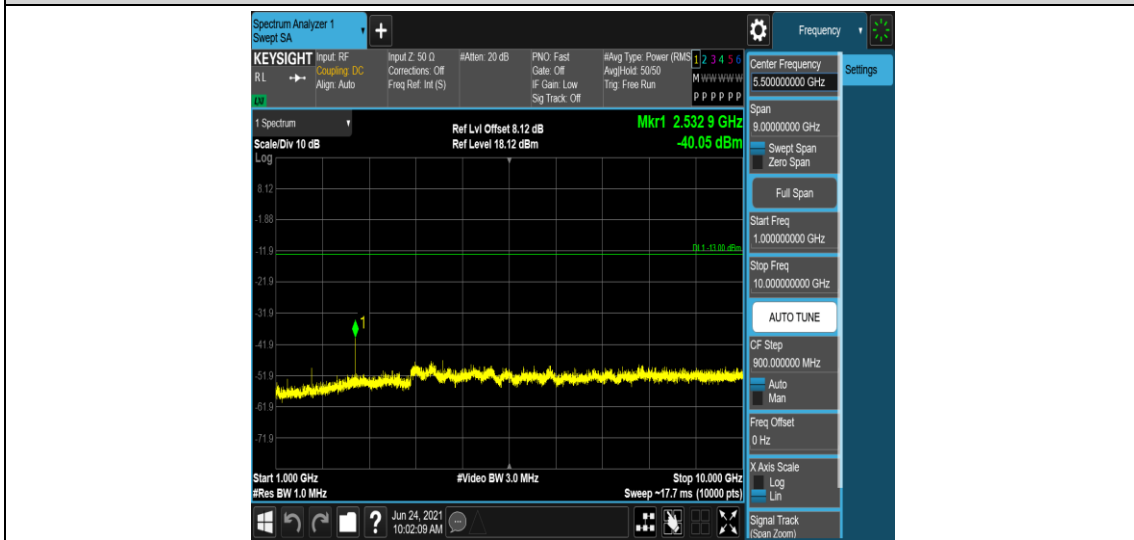 Spectrum Analyzer 1
Swept SA
+
Frequency
KEYSIGHT
RL
Input: RF
Coupling: DC
Align: Auto
Input Z: 50 Ω
Corrections: Off
Freq Ref: Int (S)
#Atten: 20 dB
PNO: Fast
Gate: Off
IF Gain: Low
Sig Track: Off
#Avg Type: Power (RMS
Avg|Hold: 50/50
Trig: Free Run
1 2 3 4 5 6
M W W W W W
P P P P P P
Center Frequency
5.500000000 GHz
Settings
Span
9.00000000 GHz
Swept Span
Zero Span
Full Span
Start Freq
1.000000000 GHz
Stop Freq
10.000000000 GHz
AUTO TUNE
CF Step
900.000000 MHz
Auto
Man
Freq Offset
0 Hz
X Axis Scale
Log
Lin
Signal Track
(Span Zoom)
1 Spectrum
Scale/Div 10 dB
Log
Ref Lvl Offset 8.12 dB
Ref Level 18.12 dBm
Mkr1 2.532 9 GHz
-40.05 dBm
8.12
-1.88
-11.9
DL1 -13.00 dBm
-21.9
-31.9
1
-41.9
-51.9
-61.9
-71.9
Start 1.000 GHz
#Res BW 1.0 MHz
#Video BW 3.0 MHz
Stop 10.000 GHz
Sweep ~17.7 ms (10000 pts)
?
Jun 24, 2021
10:02:09 AM